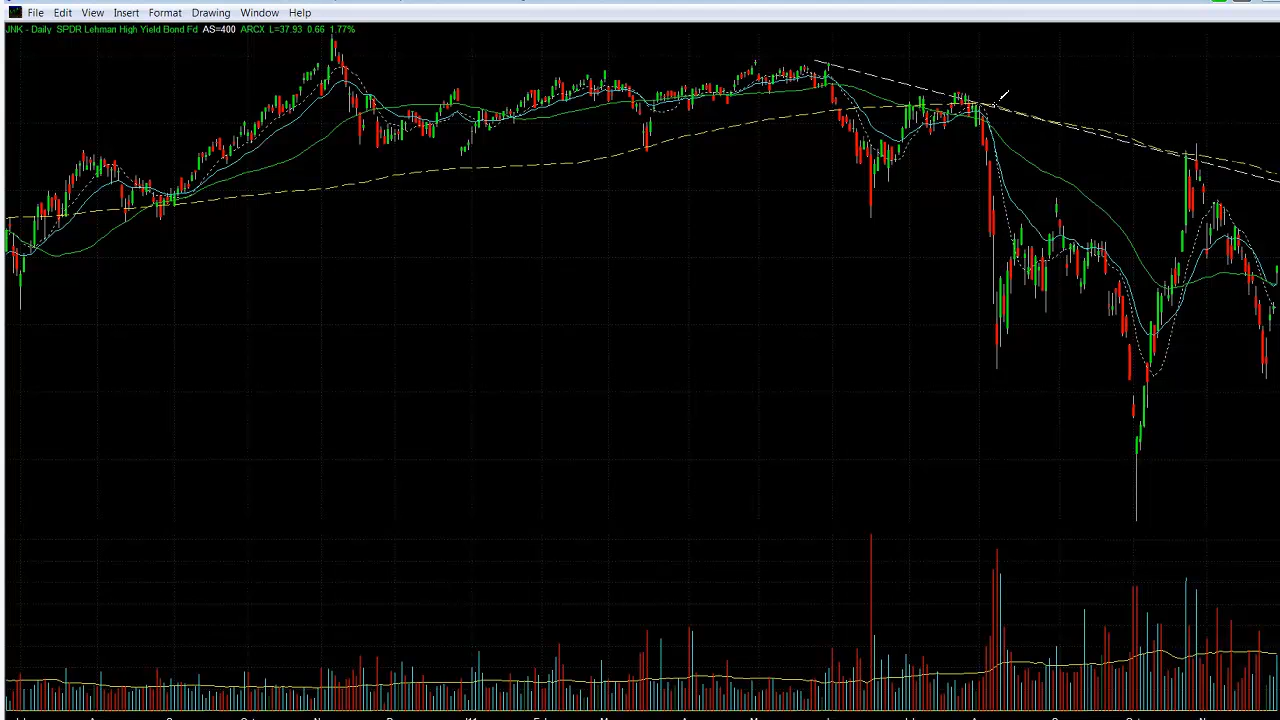 File Edit View Insert Format Drawing Window Help
JNK - Daily SPDR Lehman High Yield Bond Fd AS=400 ARCX L=37.93 0.66 1.77%